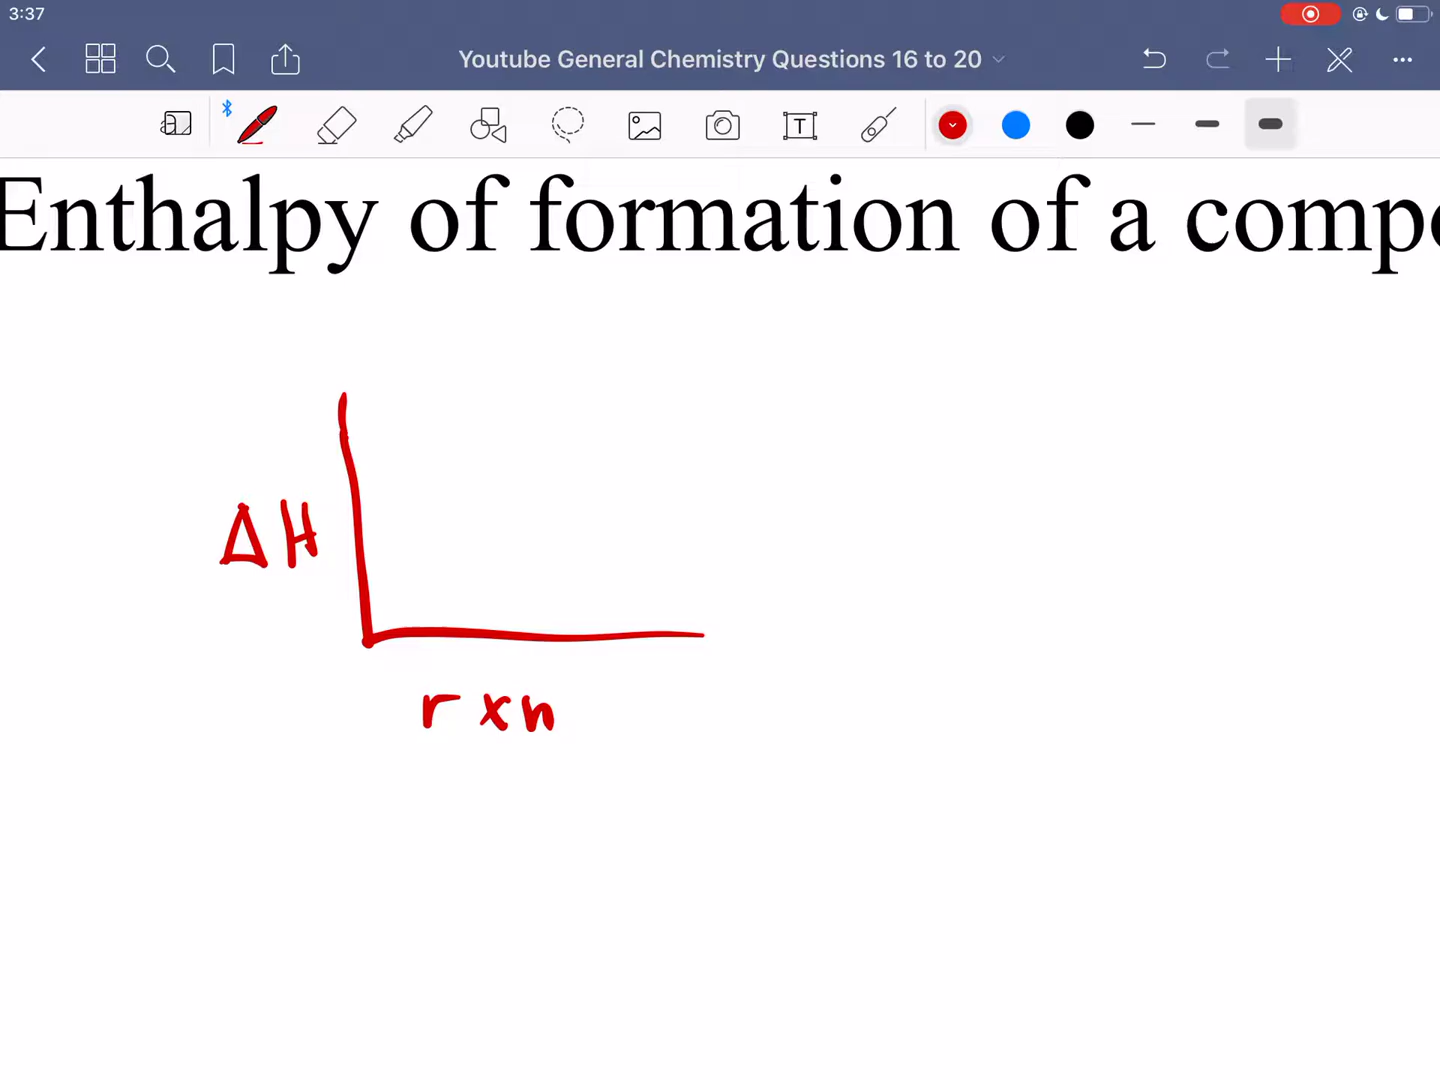 3:37
Youtube General Chemistry Questions 16 to 20
Enthalpy of formation of a compo
ΔH
rxn